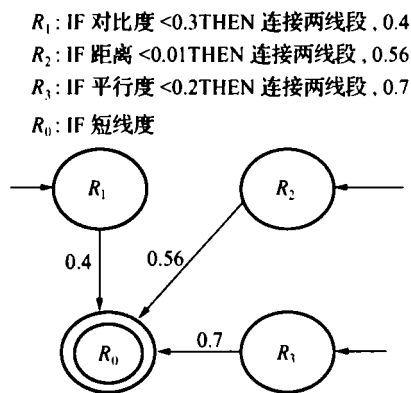 R₁: IF 对比度 <0.3THEN 连接两线段, 0.4
R₂: IF 距离 <0.01THEN 连接两线段, 0.56
R₃: IF 平行度 <0.2THEN 连接两线段, 0.7
R₀: IF 短线度
R₁
R₂
0.4
0.56
R₀
0.7
R₃